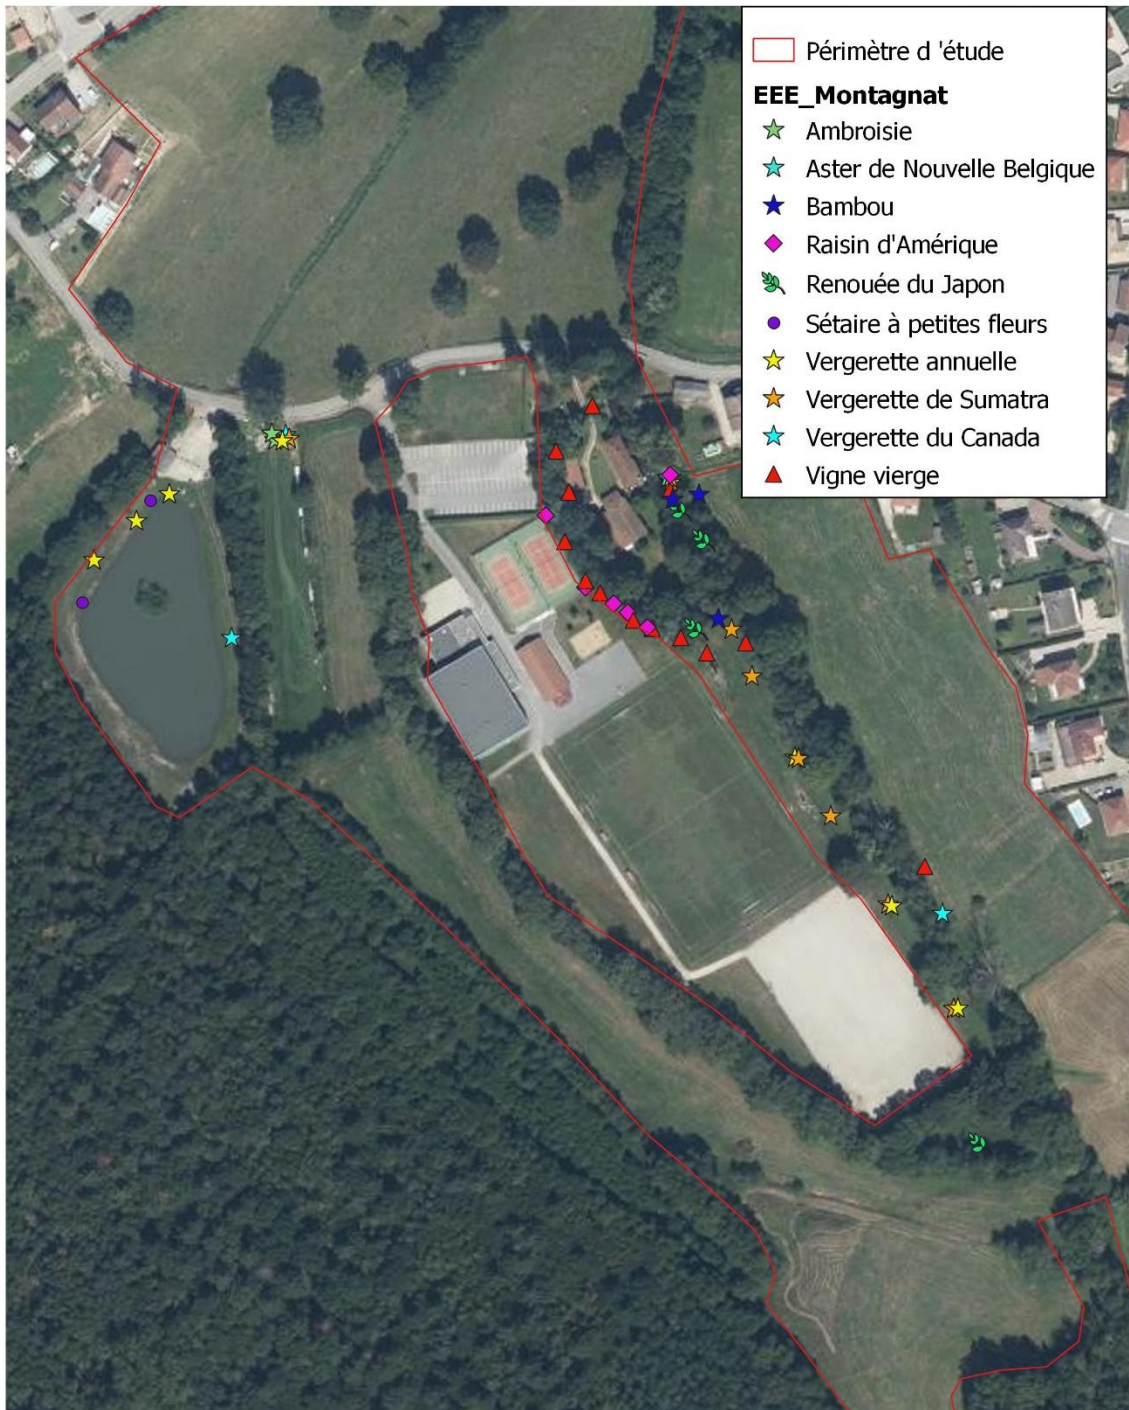 Périmètre d 'étude
EEE_Montagnat
Ambroisie
Aster de Nouvelle Belgique
Bambou
Raisin d'Amérique
Renouée du Japon
Sétaire à petites fleurs
Vergerette annuelle
Vergerette de Sumatra
Vergerette du Canada
Vigne vierge